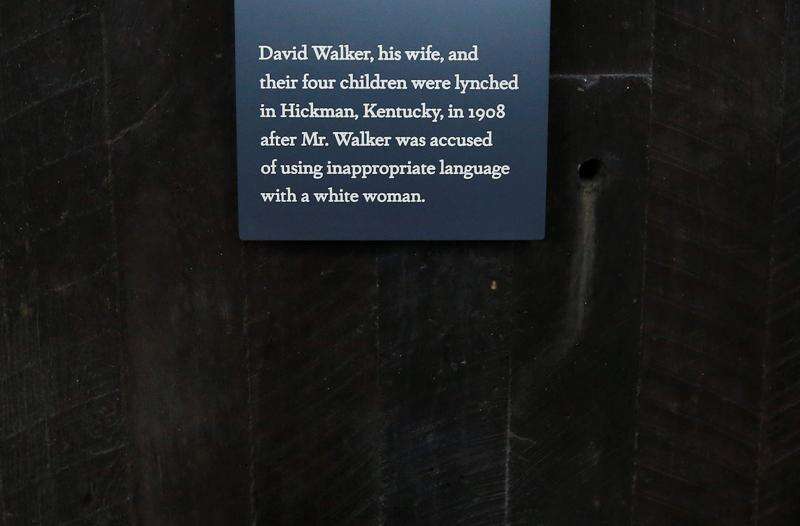 David Walker, his wife, and
their four children were lynched
in Hickman, Kentucky, in 1908
after Mr. Walker was accused
of using inappropriate language
with a white woman.